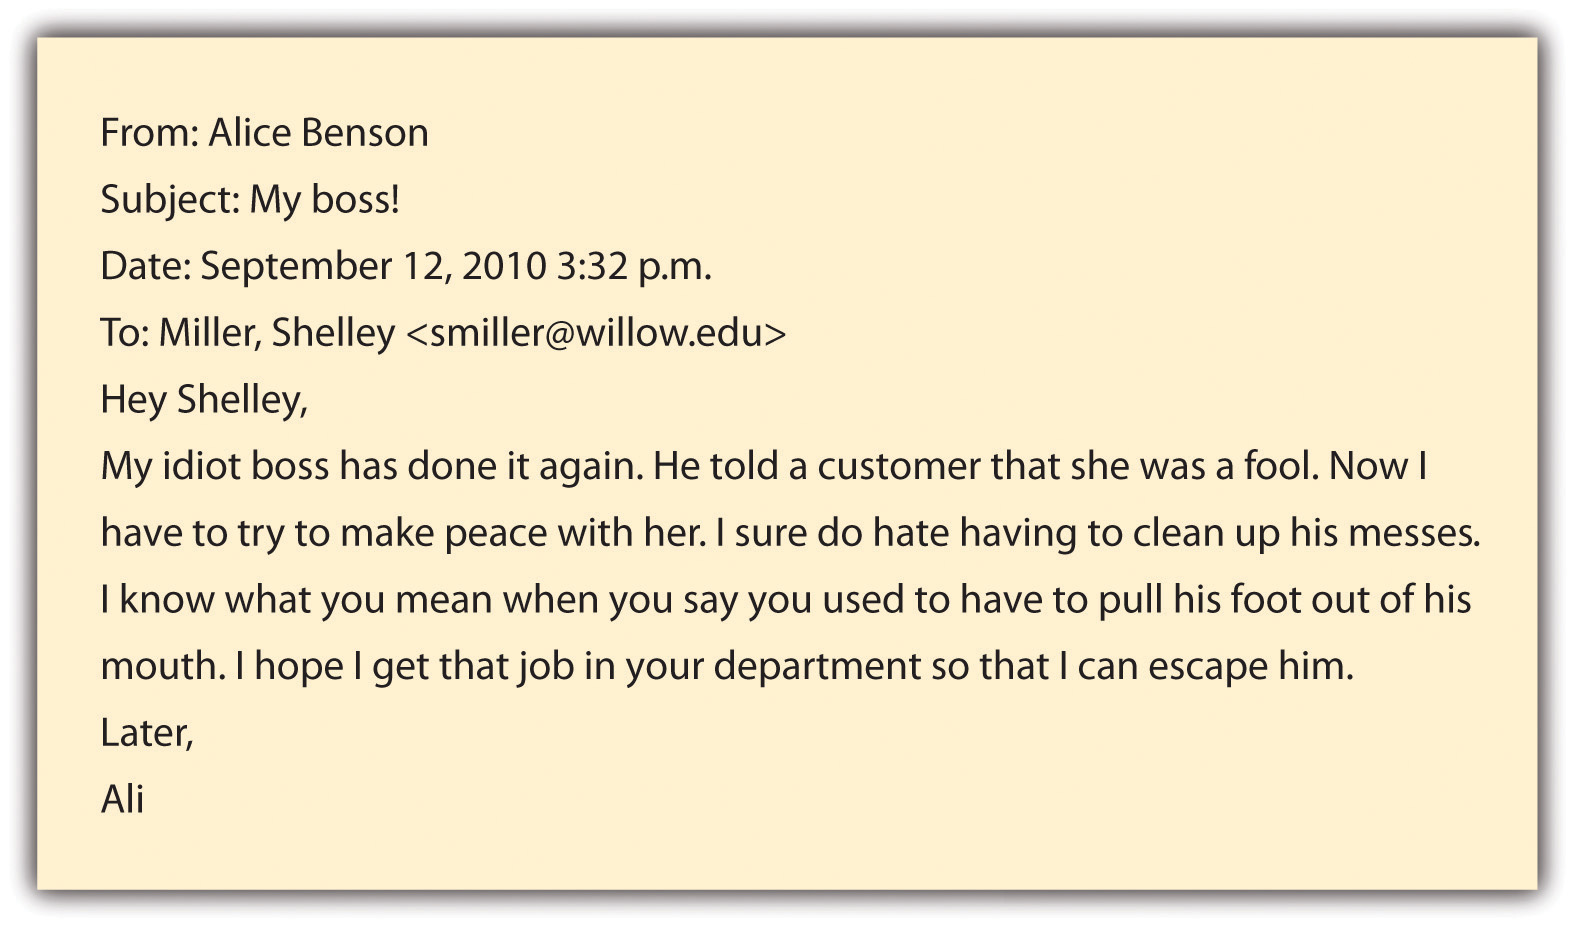 From: Alice Benson
Subject: My boss!
Date: September 12, 2010 3:32 p.m.
To: Miller, Shelley <smiller@willow.edu>
Hey Shelley,
My idiot boss has done it again. He told a customer that she was a fool. Now I
have to try to make peace with her. I sure do hate having to clean up his messes.
I know what you mean when you say you used to have to pull his foot out of his
mouth. I hope I get that job in your department so that I can escape him.
Later,
Ali